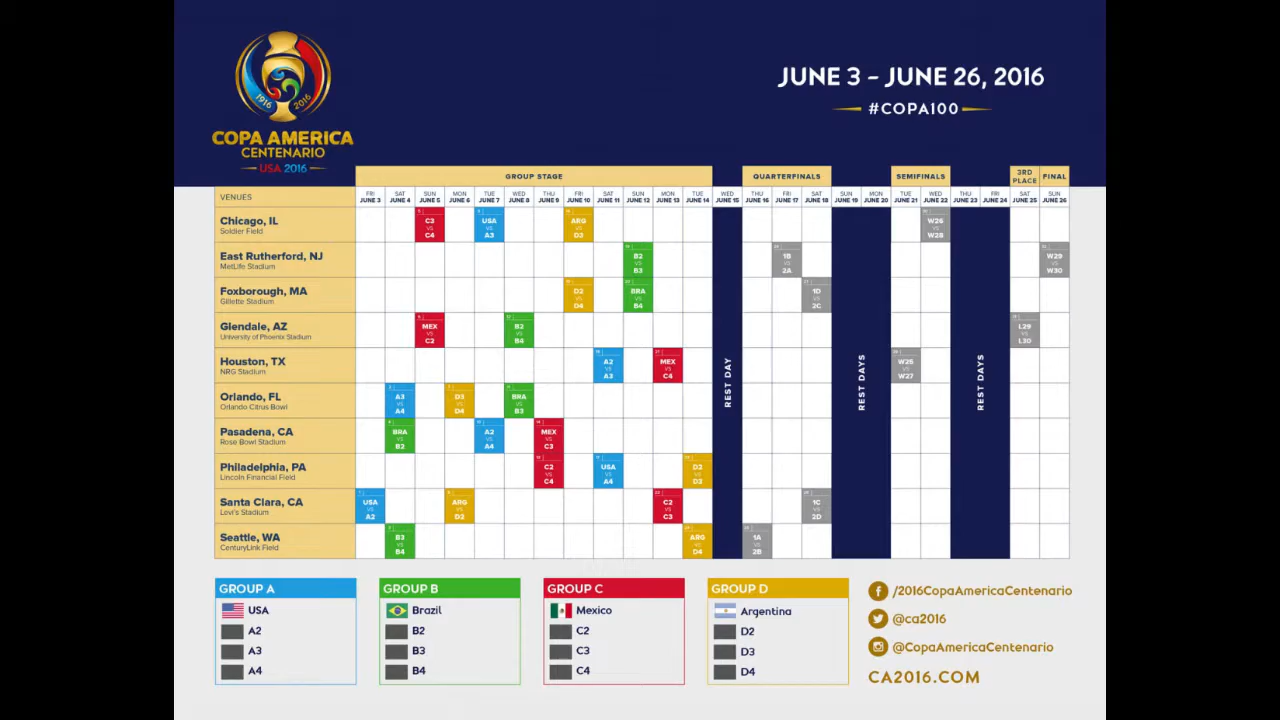 1916
2016
COPA AMERICA
CENTENARIO
USA 2016
JUNE 3 – JUNE 26, 2016
#COPA100
GROUP STAGE
QUARTERFINALS
SEMIFINALS
3RD PLACE
FINAL
VENUES
FRI JUNE 3
SAT JUNE 4
SUN JUNE 5
MON JUNE 6
TUE JUNE 7
WED JUNE 8
THU JUNE 9
FRI JUNE 10
SAT JUNE 11
SUN JUNE 12
MON JUNE 13
TUE JUNE 14
WED JUNE 15
THU JUNE 16
FRI JUNE 17
SAT JUNE 18
SUN JUNE 19
MON JUNE 20
TUE JUNE 21
WED JUNE 22
THU JUNE 23
FRI JUNE 24
SAT JUNE 25
SUN JUNE 26
Chicago, IL
Soldier Field
C3 VS C4
USA VS A3
ARG VS D3
W26 VS W28
East Rutherford, NJ
MetLife Stadium
B2 VS B3
1B VS 2A
W29 VS W30
Foxborough, MA
Gillette Stadium
D2 VS D4
BRA VS B4
1D VS 2C
Glendale, AZ
University of Phoenix Stadium
MEX VS C2
B2 VS B4
L29 VS L30
Houston, TX
NRG Stadium
A2 VS A3
MEX VS C4
W25 VS W27
Orlando, FL
Orlando Citrus Bowl
A3 VS A4
D3 VS D4
BRA VS B3
Pasadena, CA
Rose Bowl Stadium
BRA VS B2
A2 VS A4
MEX VS C3
Philadelphia, PA
Lincoln Financial Field
C2 VS C4
USA VS A4
D2 VS D3
Santa Clara, CA
Levi's Stadium
USA VS A2
ARG VS D2
C2 VS C3
1C VS 2D
Seattle, WA
CenturyLink Field
B3 VS B4
ARG VS D4
1A VS 2B
REST DAY
REST DAYS
REST DAYS
GROUP A
USA
A2
A3
A4
GROUP B
Brazil
B2
B3
B4
GROUP C
Mexico
C2
C3
C4
GROUP D
Argentina
D2
D3
D4
/2016CopaAmericaCentenario
@ca2016
@CopaAmericaCentenario
CA2016.COM